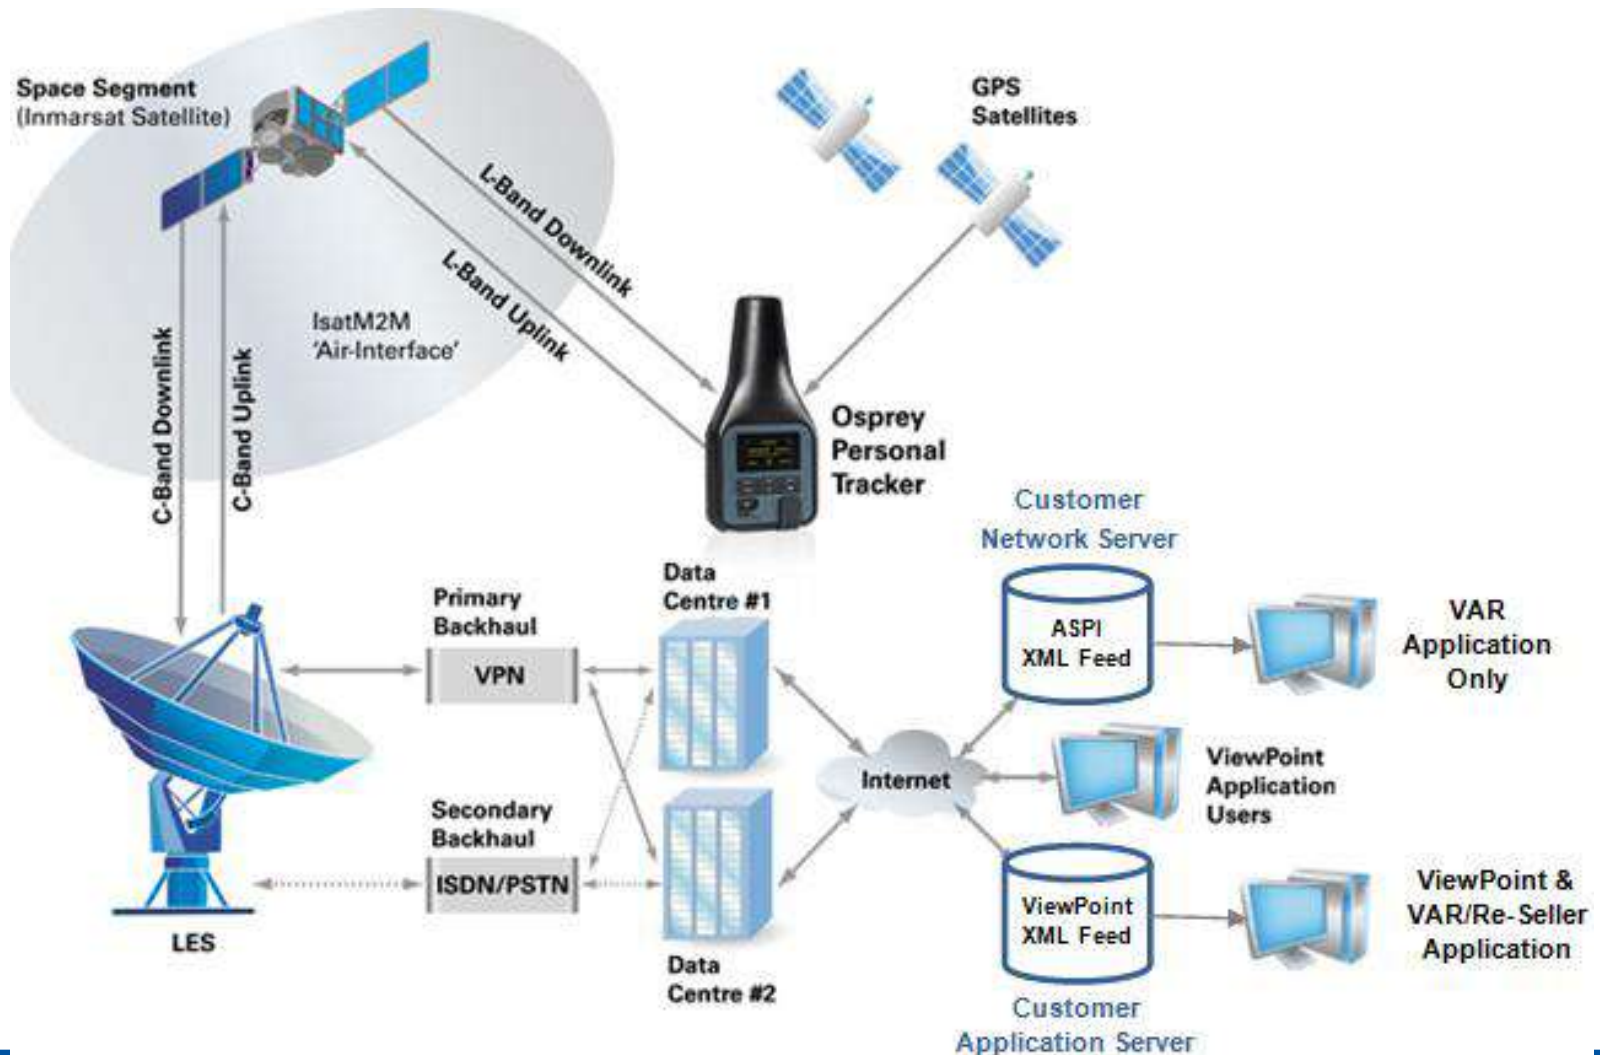 Space Segment
(Inmarsat Satellite)
GPS
Satellites
L-Band Downlink
L-Band Uplink
IsatM2M
'Air-Interface'
C-Band Downlink
C-Band Uplink
Osprey
Personal
Tracker
Customer
Network Server
Primary
Backhaul
VPN
Data
Centre #1
ASPI
XML Feed
VAR
Application
Only
Internet
ViewPoint
Application
Users
Secondary
Backhaul
ISDN/PSTN
LES
Data
Centre #2
ViewPoint
XML Feed
ViewPoint &
VAR/Re-Seller
Application
Customer
Application Server